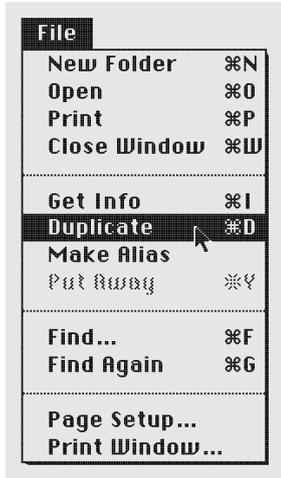 File
New Folder ⌘N
Open ⌘O
Print ⌘P
Close Window ⌘W
Get Info ⌘I
Duplicate ⌘D
Make Alias
Put Away ⌘Y
Find... ⌘F
Find Again ⌘G
Page Setup...
Print Window...